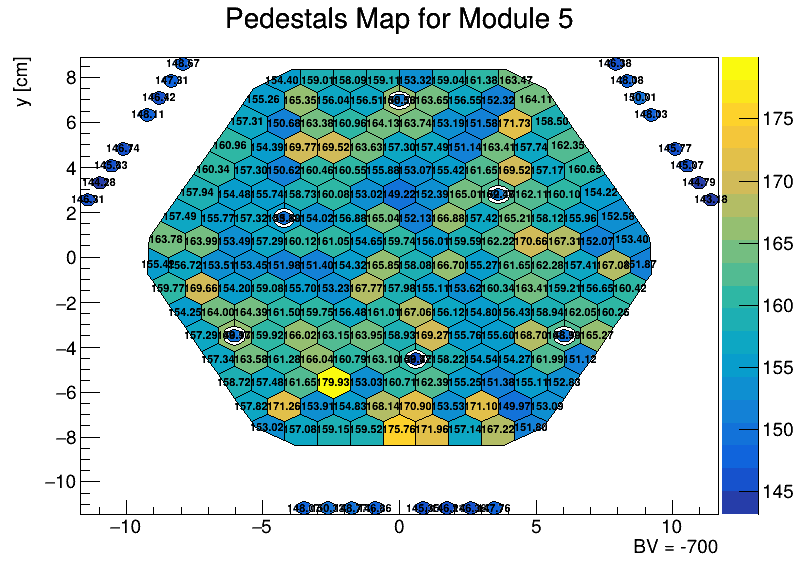 Pedestals Map for Module 5
y [cm]
148.67 146.38
147.31 148.08
146.42 150.01
148.11 148.03
146.74 145.77
144.28 144.79
146.31
8
6
4
2
0
−2
−4
−6
−8
−10
154.40 159.01 156.09 159.11 153.32 159.04 161.38 163.47
155.26 165.35 156.04 156.51 163.65 156.55 152.32 164.11
157.31 150.68 163.38 160.96 164.13 163.74 153.19 151.58 171.73 158.50
160.96 154.39 169.77 169.52 163.63 157.30 157.49 151.14 163.41 157.74 162.35
160.34 157.30 150.62 160.46 160.60 155.88 154.38 155.42 161.65 169.52 157.17 160.65
157.94 154.48 155.74 158.73 160.08 153.02 149.22 152.39 165.01 162.11 160.10 154.22
157.49 155.77 157.32 154.02 156.88 165.04 152.13 166.88 157.42 165.21 158.12 155.96 152.58
163.78 163.99 153.49 157.29 160.12 161.05 154.65 159.74 156.01 159.59 162.42 170.66 167.31 152.07 153.40
156.72 153.51 153.45 151.98 151.40 154.32 165.85 158.08 166.70 155.27 161.65 162.28 157.41 167.08 151.87
159.77 169.66 154.20 159.08 155.70 153.23 167.77 157.98 155.11 153.62 160.34 163.41 159.21 156.65 160.42
154.25 164.00 164.39 161.50 159.75 156.48 161.01 167.06 156.12 154.30 156.49 158.94 162.05 160.26
157.29 159.92 166.02 163.15 163.95 158.93 169.27 155.76 155.60 168.70 165.27
157.34 163.58 161.28 166.04 160.79 163.10 158.22 154.54 154.27 161.99 151.12
158.72 157.48 161.65 179.93 153.03 160.71 162.39 155.25 151.38 155.11 152.83
157.82 171.26 153.91 154.83 168.14 170.90 153.53 171.10 149.97 153.09
153.02 157.08 159.15 159.52 175.76 171.96 157.14 167.22 151.80
147.76
−10 −5 0 5 10
BV = -700
175
170
165
160
155
150
145